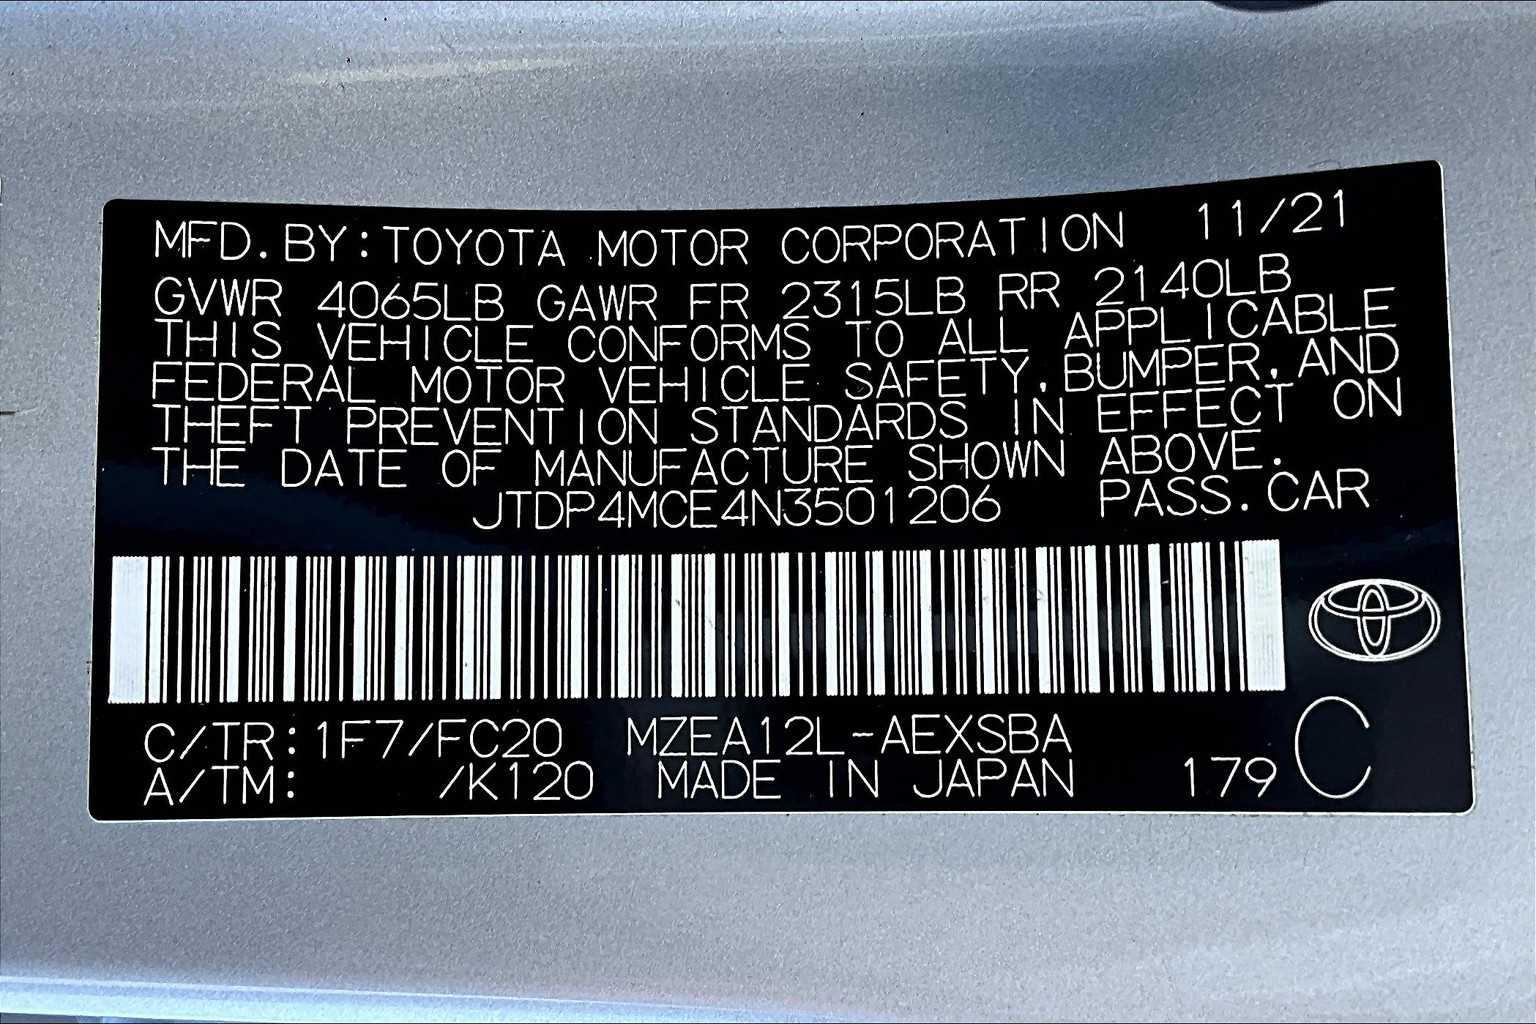 MFD. BY: TOYOTA MOTOR CORPORATION 11/21
GVWR 4065LB GAWR FR 2315LB RR 2140LB
THIS VEHICLE CONFORMS TO ALL APPLICABLE
FEDERAL MOTOR VEHICLE SAFETY, BUMPER, AND
THEFT PREVENTION STANDARDS IN EFFECT ON
THE DATE OF MANUFACTURE SHOWN ABOVE.
JTDP4MCE4N3501206 PASS. CAR
C/TR: 1F7/FC20 MZEA12L-AEXSBA
A/TM: /K120 MADE IN JAPAN 179 C